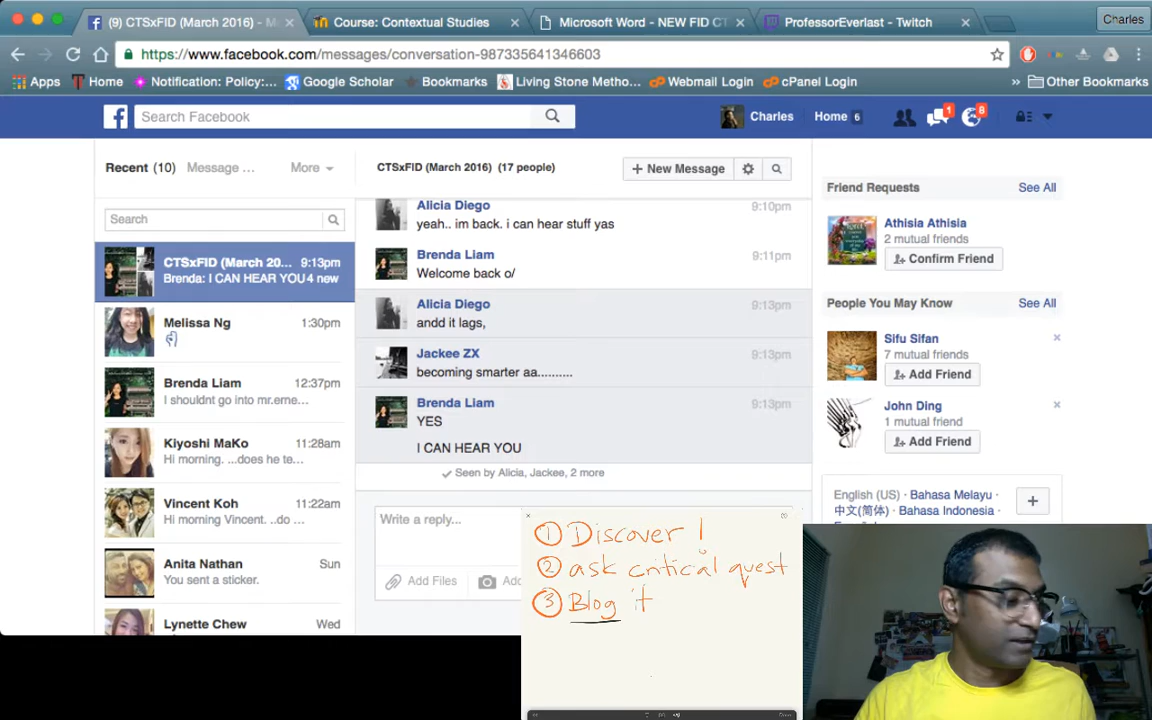 (9) CTSxFID (March 2016) - M
Course: Contextual Studies
Microsoft Word - NEW FID C
ProfessorEverlast - Twitch
Charles
https://www.facebook.com/messages/conversation-987335641346603
Apps
Home
Notification: Policy:...
Google Scholar
Bookmarks
Living Stone Metho...
Webmail Login
cPanel Login
»
Other Bookmarks
Search Facebook
Charles
Home 6
1
8
Recent (10)
Message ...
More
CTSxFID (March 2016) (17 people)
+ New Message
Search
CTSxFID (March 20... 9:13pm
Brenda: I CAN HEAR YOU 4 new
Melissa Ng 1:30pm
Brenda Liam 12:37pm
I shouldnt go into mr.erne...
Kiyoshi MaKo 11:28am
Hi morning. ...does he te...
Vincent Koh 11:22am
Hi morning Vincent. ..do ...
Anita Nathan Sun
You sent a sticker.
Lynette Chew Wed
Alicia Diego 9:10pm
yeah.. im back. i can hear stuff yas
Brenda Liam 9:11pm
Welcome back o/
Alicia Diego 9:13pm
andd it lags,
Jackee ZX 9:13pm
becoming smarter aa..........
Brenda Liam 9:13pm
YES
I CAN HEAR YOU
Seen by Alicia, Jackee, 2 more
Write a reply...
Add Files
Add
Friend Requests
See All
Athisia Athisia
2 mutual friends
Confirm Friend
People You May Know
See All
Sifu Sifan
7 mutual friends
Add Friend
John Ding
1 mutual friend
Add Friend
English (US) · Bahasa Melayu ·
中文(简体) · Bahasa Indonesia ·
① Discover !
② ask critical quest
③ Blog it